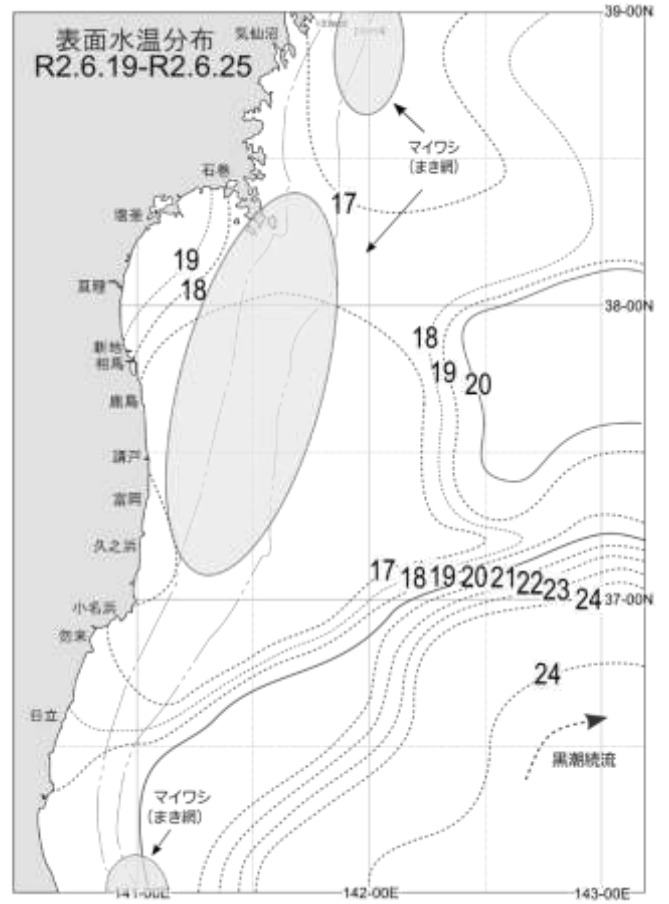 39-00N
表面水温分布
R2.6.19-R2.6.25
気仙沼
マイワシ
(まき網)
石巻
塩釜
17
19
18
亘理
38-00N
新地
相馬
18
19
20
鹿島
請戸
富岡
久之浜
17
18
19
20
21
22
23
24
37-00N
小名浜
勿来
24
日立
黒潮続流
マイワシ
(まき網)
141-00E
142-00E
143-00E